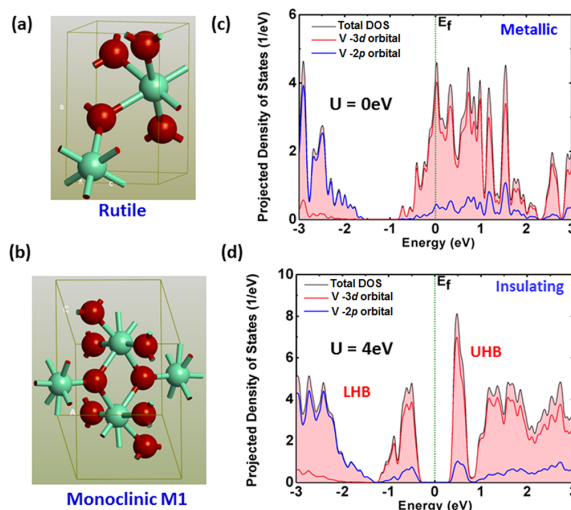 (a)
Rutile
(b)
Monoclinic M1
(c)
Projected Density of States (1/eV)
6
4
2
0
Total DOS
V -3d orbital
V -2p orbital
E_f
Metallic
U = 0eV
-3 -2 -1 0 1 2 3
Energy (eV)
(d)
Projected Density of States (1/eV)
10
8
6
4
2
0
Total DOS
V -3d orbital
V -2p orbital
E_f
Insulating
U = 4eV
UHB
LHB
-3 -2 -1 0 1 2 3
Energy (eV)